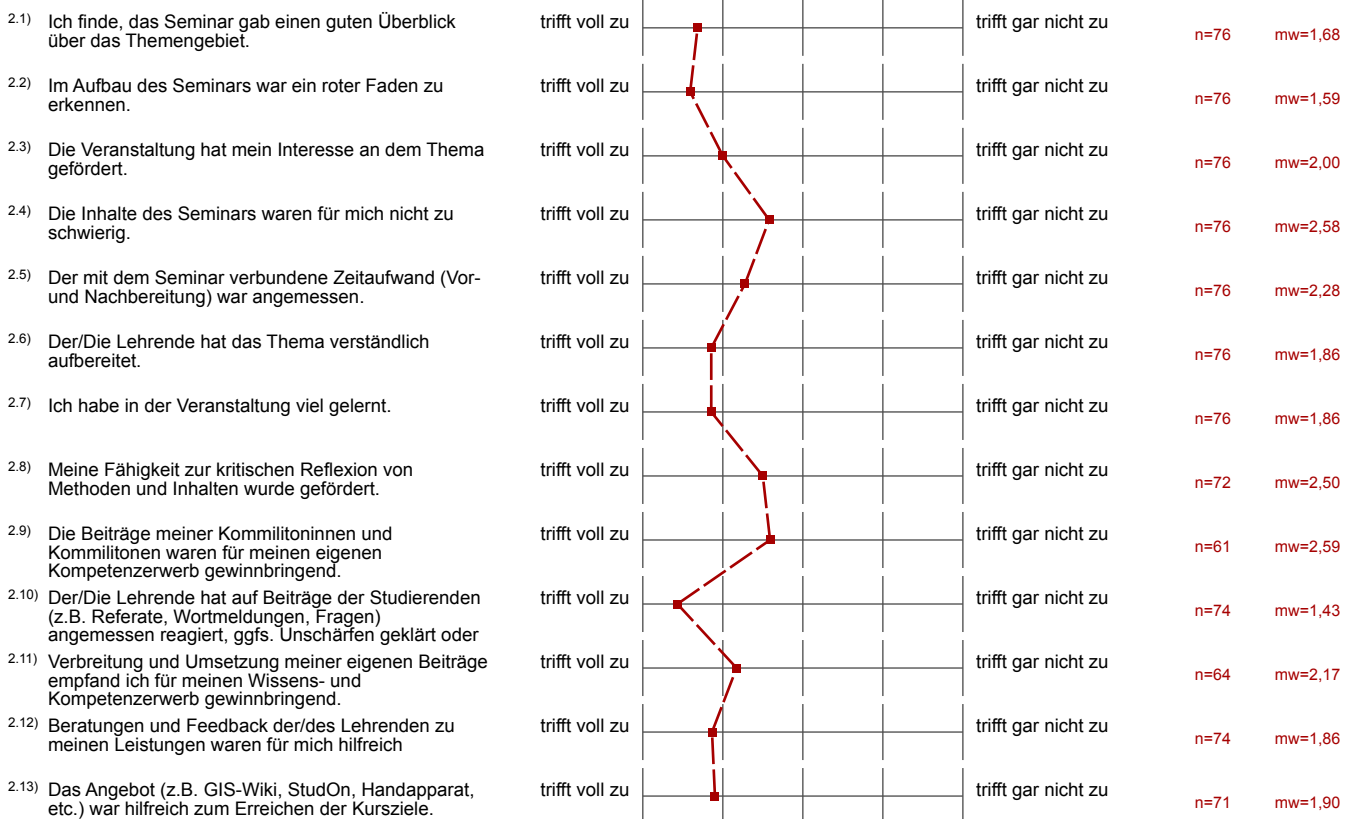 2.1) Ich finde, das Seminar gab einen guten Überblick trifft voll zu trifft gar nicht zu n=76 mw=1,68
über das Themengebiet.
2.2) Im Aufbau des Seminars war ein roter Faden zu trifft voll zu trifft gar nicht zu n=76 mw=1,59
erkennen.
2.3) Die Veranstaltung hat mein Interesse an dem Thema trifft voll zu trifft gar nicht zu n=76 mw=2,00
gefördert.
2.4) Die Inhalte des Seminars waren für mich nicht zu trifft voll zu trifft gar nicht zu n=76 mw=2,58
schwierig.
2.5) Der mit dem Seminar verbundene Zeitaufwand (Vor- trifft voll zu trifft gar nicht zu n=76 mw=2,28
und Nachbereitung) war angemessen.
2.6) Der/Die Lehrende hat das Thema verständlich trifft voll zu trifft gar nicht zu n=76 mw=1,86
aufbereitet.
2.7) Ich habe in der Veranstaltung viel gelernt. trifft voll zu trifft gar nicht zu n=76 mw=1,86
2.8) Meine Fähigkeit zur kritischen Reflexion von trifft voll zu trifft gar nicht zu n=72 mw=2,50
Methoden und Inhalten wurde gefördert.
2.9) Die Beiträge meiner Kommilitoninnen und trifft voll zu trifft gar nicht zu n=61 mw=2,59
Kommilitonen waren für meinen eigenen
Kompetenzerwerb gewinnbringend.
2.10) Der/Die Lehrende hat auf Beiträge der Studierenden trifft voll zu trifft gar nicht zu n=74 mw=1,43
(z.B. Referate, Wortmeldungen, Fragen)
angemessen reagiert, ggfs. Unschärfen geklärt oder
2.11) Verbreitung und Umsetzung meiner eigenen Beiträge trifft voll zu trifft gar nicht zu n=64 mw=2,17
empfand ich für meinen Wissens- und
Kompetenzerwerb gewinnbringend.
2.12) Beratungen und Feedback der/des Lehrenden zu trifft voll zu trifft gar nicht zu n=74 mw=1,86
meinen Leistungen waren für mich hilfreich
2.13) Das Angebot (z.B. GIS-Wiki, StudOn, Handapparat, trifft voll zu trifft gar nicht zu n=71 mw=1,90
etc.) war hilfreich zum Erreichen der Kursziele.